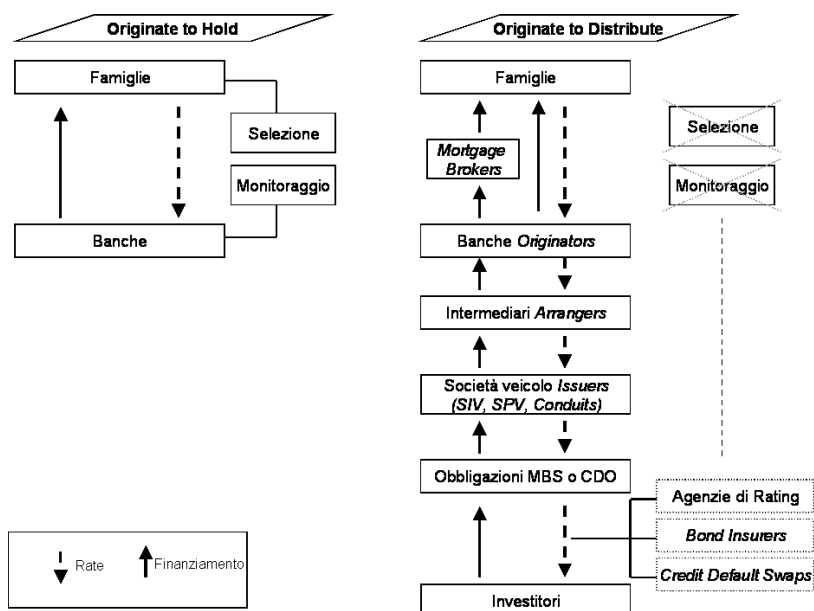 Originate to Hold
Famiglie
Selezione
Monitoraggio
Banche
Rate
Finanziamento
Originate to Distribute
Famiglie
Mortgage
Brokers
Banche Originators
Intermediari Arrangers
Società veicolo Issuers
(SIV, SPV, Conduits)
Obbligazioni MBS o CDO
Investitori
Selezione
Monitoraggio
Agenzie di Rating
Bond Insurers
Credit Default Swaps